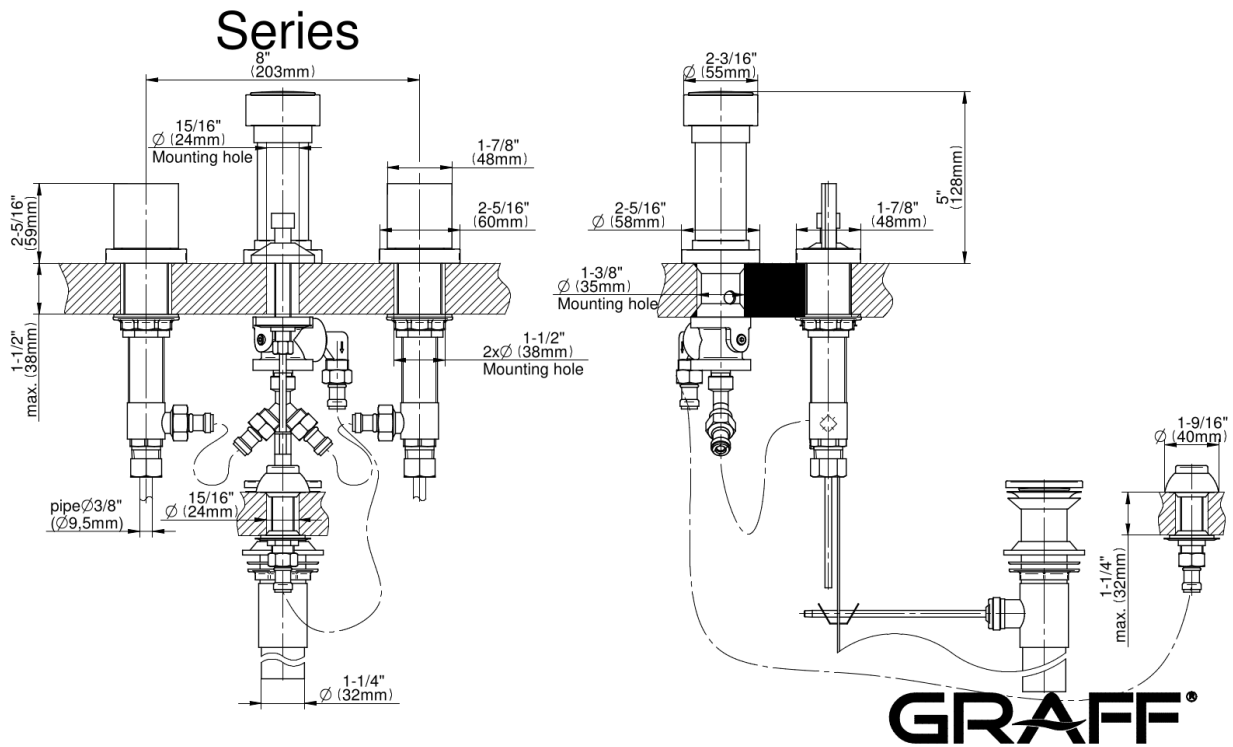 Series
8"
(203mm)
2-3/16"
Ø (55mm)
15/16"
Ø (24mm)
Mounting hole
1-7/8"
(48mm)
2-5/16"
(59mm)
2-5/16"
(60mm)
2-5/16"
Ø (58mm)
1-7/8"
(48mm)
5"
(128mm)
1-3/8"
Ø (35mm)
Mounting hole
1-1/2"
max. (38mm)
1-1/2"
2xØ (38mm)
Mounting hole
1-9/16"
Ø (40mm)
pipeØ3/8"
(Ø9,5mm)
15/16"
Ø (24mm)
1-1/4"
max. (32mm)
1-1/4"
Ø (32mm)
GRAFF®